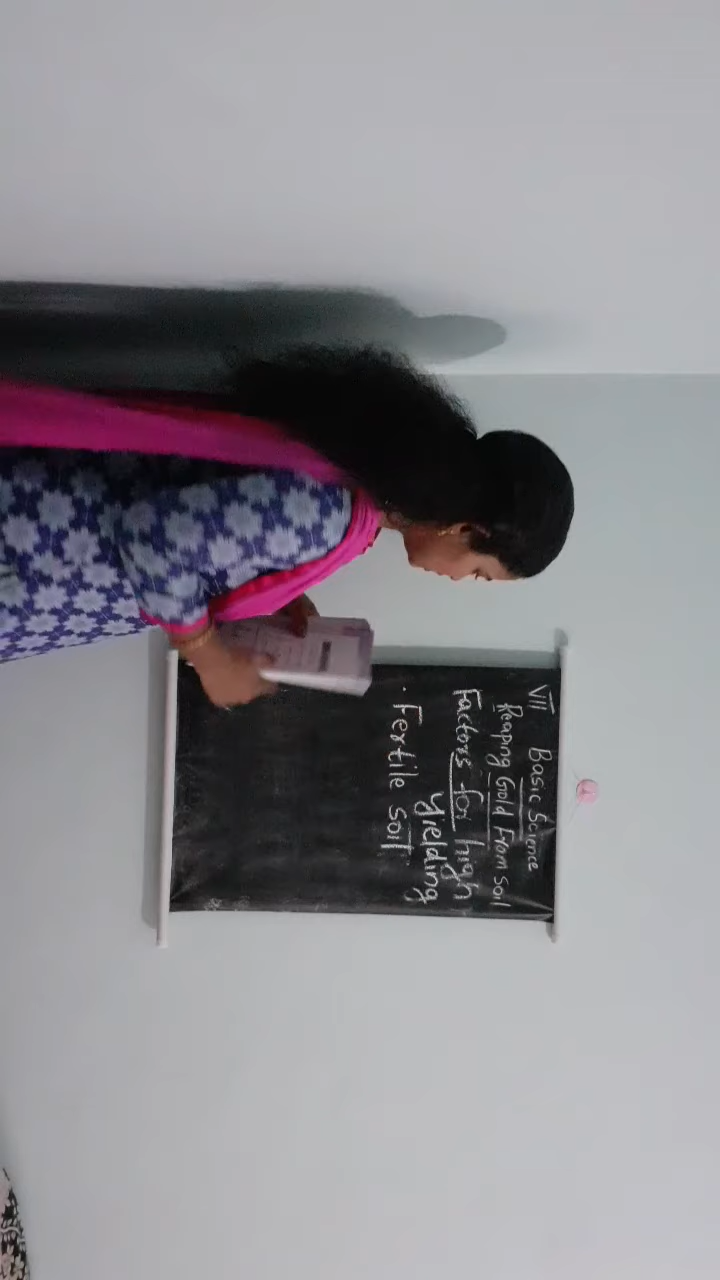 VII Basic Science
Reaping Gold From Soil
Factors for high
yielding
. Fertile soil